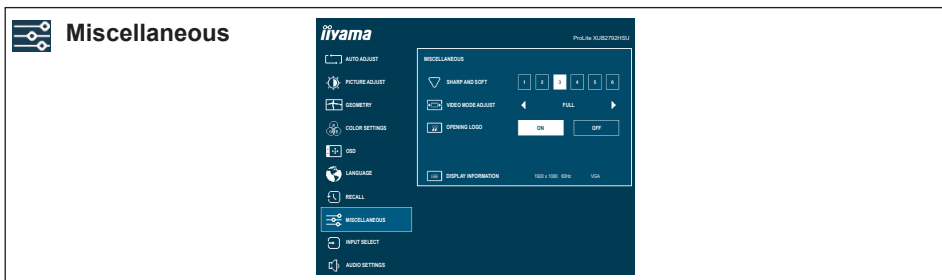 Miscellaneous
iiyama
ProLite XUB2792HSU
AUTO ADJUST
PICTURE ADJUST
GEOMETRY
COLOR SETTINGS
OSD
LANGUAGE
RECALL
MISCELLANEOUS
INPUT SELECT
AUDIO SETTINGS
MISCELLANEOUS
SHARP AND SOFT 1 2 3 4 5 6
VIDEO MODE ADJUST FULL
OPENING LOGO ON OFF
DISPLAY INFORMATION 1920 x 1080 60Hz VGA